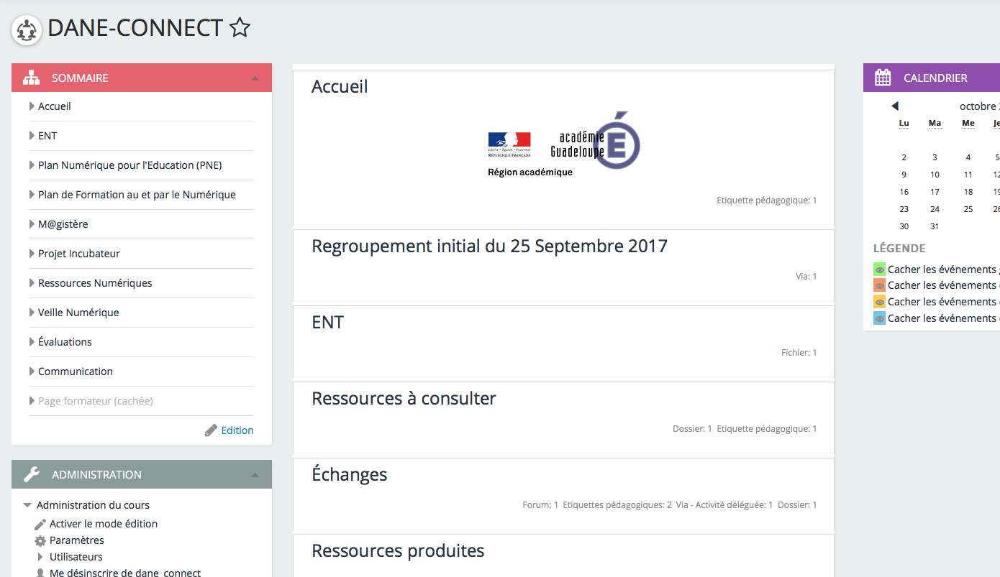 DANE-CONNECT
SOMMAIRE
Accueil
ENT
Plan Numérique pour l'Education (PNE)
Plan de Formation au et par le Numérique
M@gistère
Projet Incubateur
Ressources Numériques
Veille Numérique
Évaluations
Communication
Page formateur (cachée)
Edition
ADMINISTRATION
Administration du cours
Activer le mode édition
Paramètres
Utilisateurs
Me désinscrire de dane_connect
Accueil
Liberté • Égalité • Fraternité
RÉPUBLIQUE FRANÇAISE
Région académique
académie
Guadeloupe
É
Etiquette pédagogique: 1
Regroupement initial du 25 Septembre 2017
Via: 1
ENT
Fichier: 1
Ressources à consulter
Dossier: 1 Etiquette pédagogique: 1
Échanges
Forum: 1 Etiquettes pédagogiques: 2 Via - Activité déléguée: 1 Dossier: 1
Ressources produites
CALENDRIER
octobre
Lu Ma Me Je
2 3 4 5
9 10 11 12
16 17 18 19
23 24 25 26
30 31
LÉGENDE
Cacher les événements
Cacher les événements
Cacher les événements
Cacher les événements